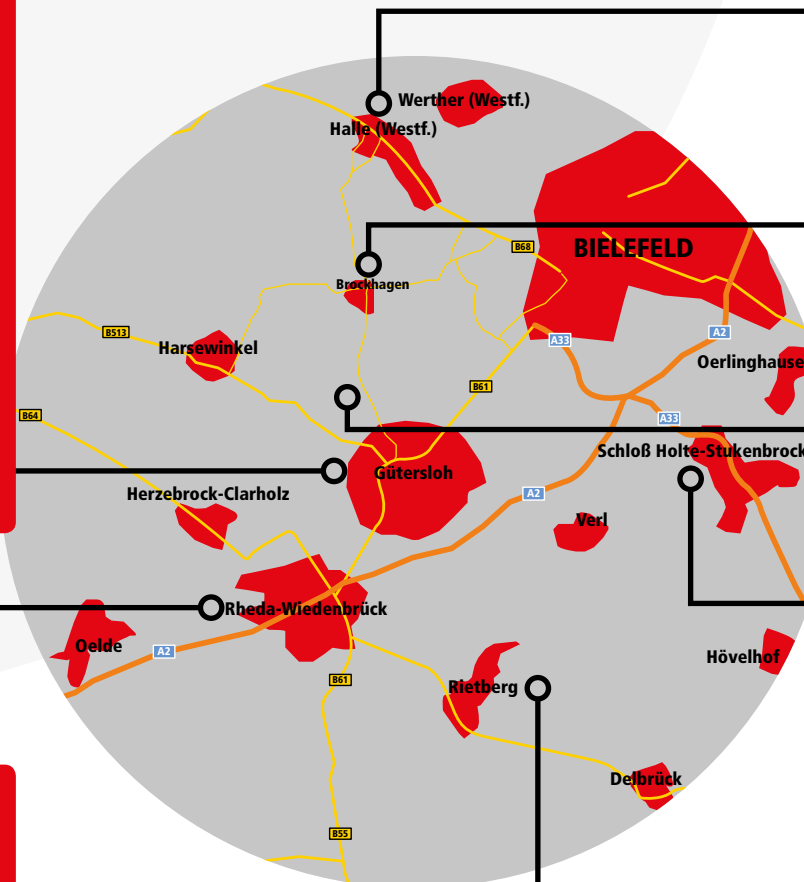 Werther (Westf.)
Halle (Westf.)
B68
BIELEFELD
Brockhagen
B513
A33
A2
Harsewinkel
Oerlinghause
B61
B64
A33
Schloß Holte-Stukenbrock
Gütersloh
Herzebrock-Clarholz
A2
Verl
Rheda-Wiedenbrück
Oelde
A2
Hövelhof
B61
Rietberg
Delbrück
B55